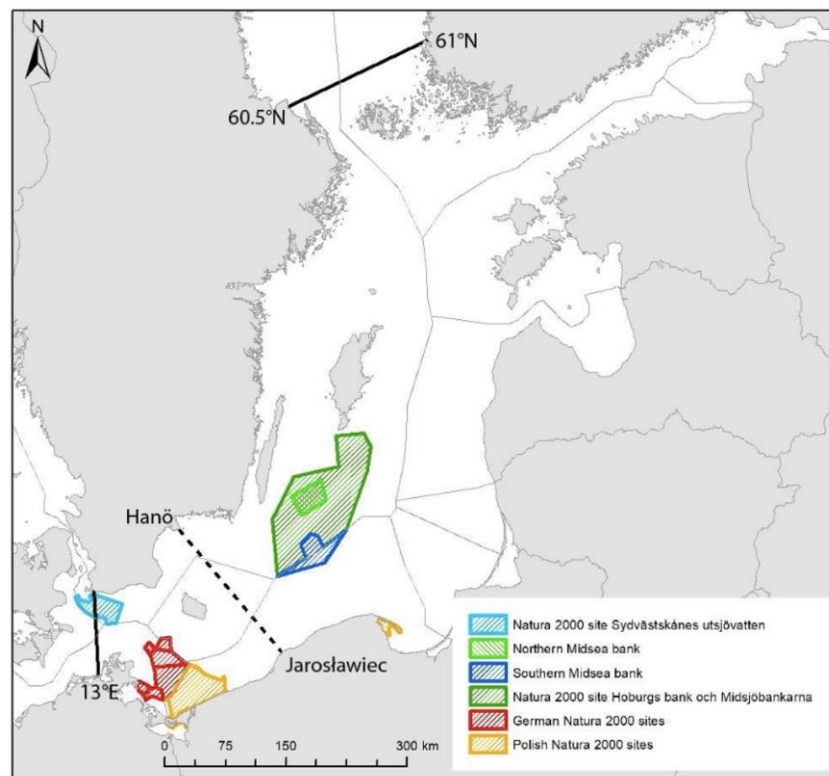 N
61°N
60.5°N
Hanö
Jarosławiec
13°E
0 75 150 300 km
Natura 2000 site Sydvästskånes utsjövatten
Northern Midsea bank
Southern Midsea bank
Natura 2000 site Hoburgs bank och Midsjöbankarna
German Natura 2000 sites
Polish Natura 2000 sites